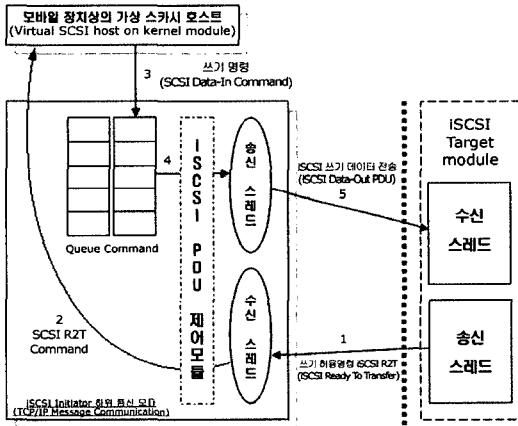 모바일 장치상의 가상 스카시 호스트
(Virtual SCSI host on kernel module)
3
쓰기 명령
(SCSI Data-In Command)
4
Queue Command
iSCSI PDU 제어모듈
송신 스레드
수신 스레드
iSCSI 쓰기 데이터 전송
(iSCSI Data-Out PDU)
5
iSCSI
Target
module
수신
스레드
송신
스레드
2
SCSI R2T
Command
1
쓰기 허용명령 iSCSI R2T
(iSCSI Ready To Transfer)
iSCSI Initiator 하위 통신 모듈
(TCP/IP Message Communication)